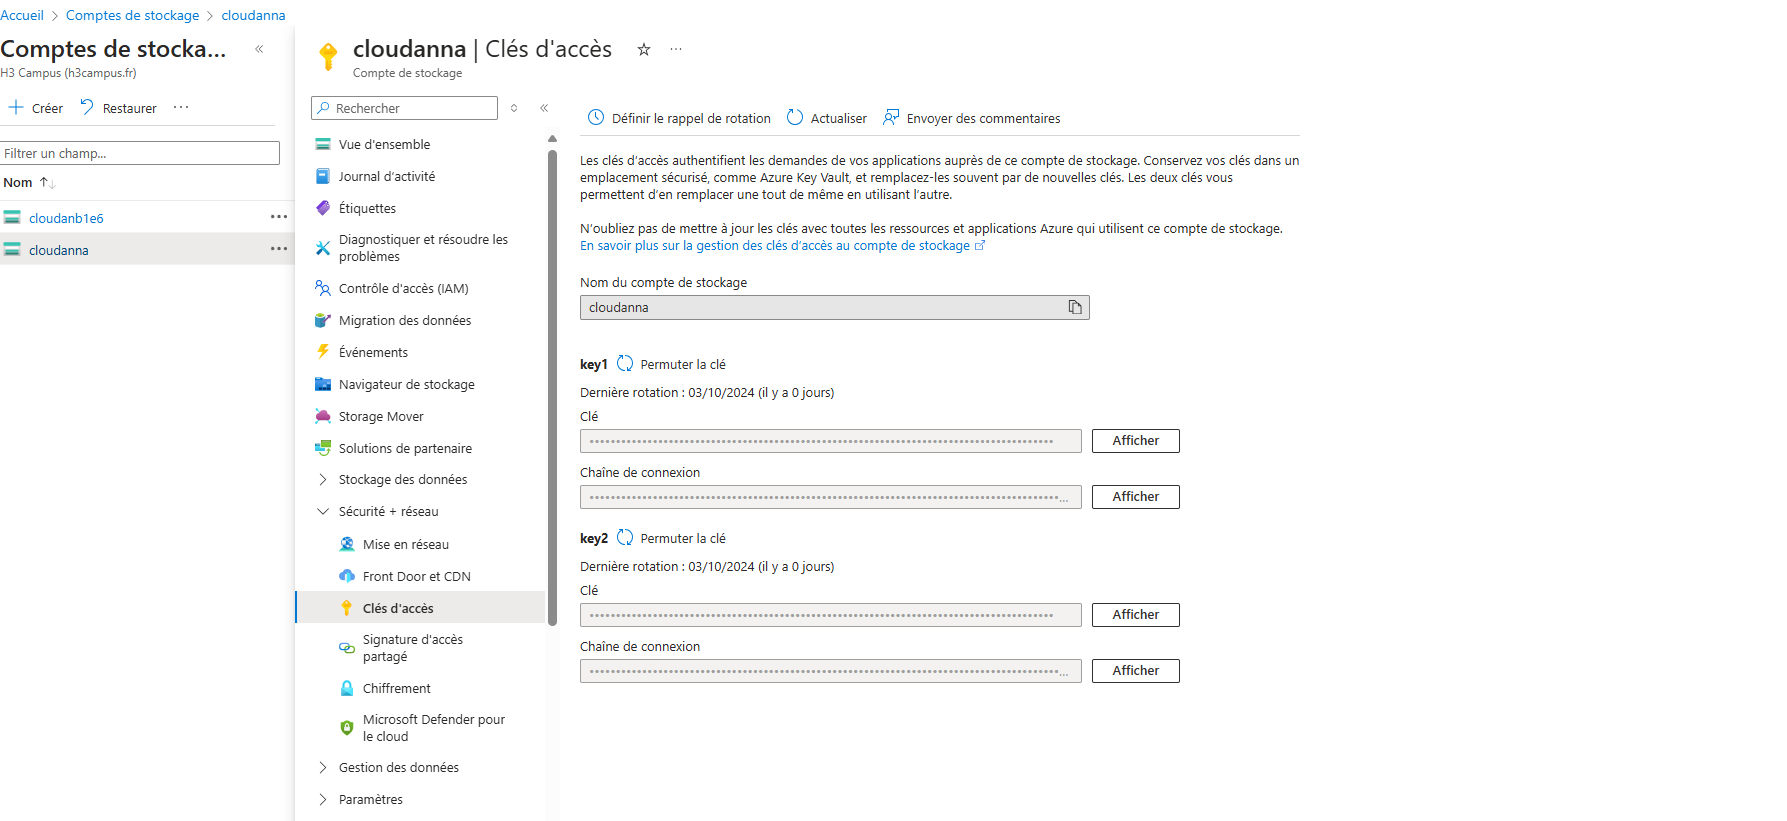 Accueil > Comptes de stockage > cloudanna
Comptes de stocka... «
H3 Campus (h3campus.fr)
Créer Restaurer ...
Filtrer un champ...
Nom ↑↓
cloudanb1e6 ...
cloudanna ...
cloudanna | Clés d'accès ☆ ...
Compte de stockage
Rechercher «
Vue d'ensemble
Journal d'activité
Étiquettes
Diagnostiquer et résoudre les
problèmes
Contrôle d'accès (IAM)
Migration des données
Événements
Navigateur de stockage
Storage Mover
Solutions de partenaire
Stockage des données
Sécurité + réseau
Mise en réseau
Front Door et CDN
Clés d'accès
Signature d'accès
partagé
Chiffrement
Microsoft Defender pour
le cloud
Gestion des données
Paramètres
Définir le rappel de rotation Actualiser Envoyer des commentaires
Les clés d'accès authentifient les demandes de vos applications auprès de ce compte de stockage. Conservez vos clés dans un
emplacement sécurisé, comme Azure Key Vault, et remplacez-les souvent par de nouvelles clés. Les deux clés vous
permettent d'en remplacer une tout de même en utilisant l'autre.
N'oubliez pas de mettre à jour les clés avec toutes les ressources et applications Azure qui utilisent ce compte de stockage.
En savoir plus sur la gestion des clés d'accès au compte de stockage
Nom du compte de stockage
cloudanna
key1 Permuter la clé
Dernière rotation : 03/10/2024 (il y a 0 jours)
Clé
Afficher
Chaîne de connexion
... Afficher
key2 Permuter la clé
Dernière rotation : 03/10/2024 (il y a 0 jours)
Clé
Afficher
Chaîne de connexion
... Afficher